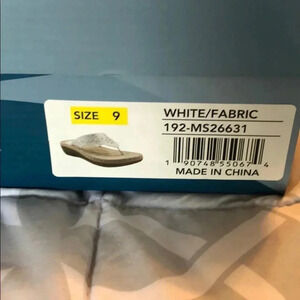 SIZE 9
WHITE/FABRIC
192-MS26631
1 90748 55067 4
MADE IN CHINA